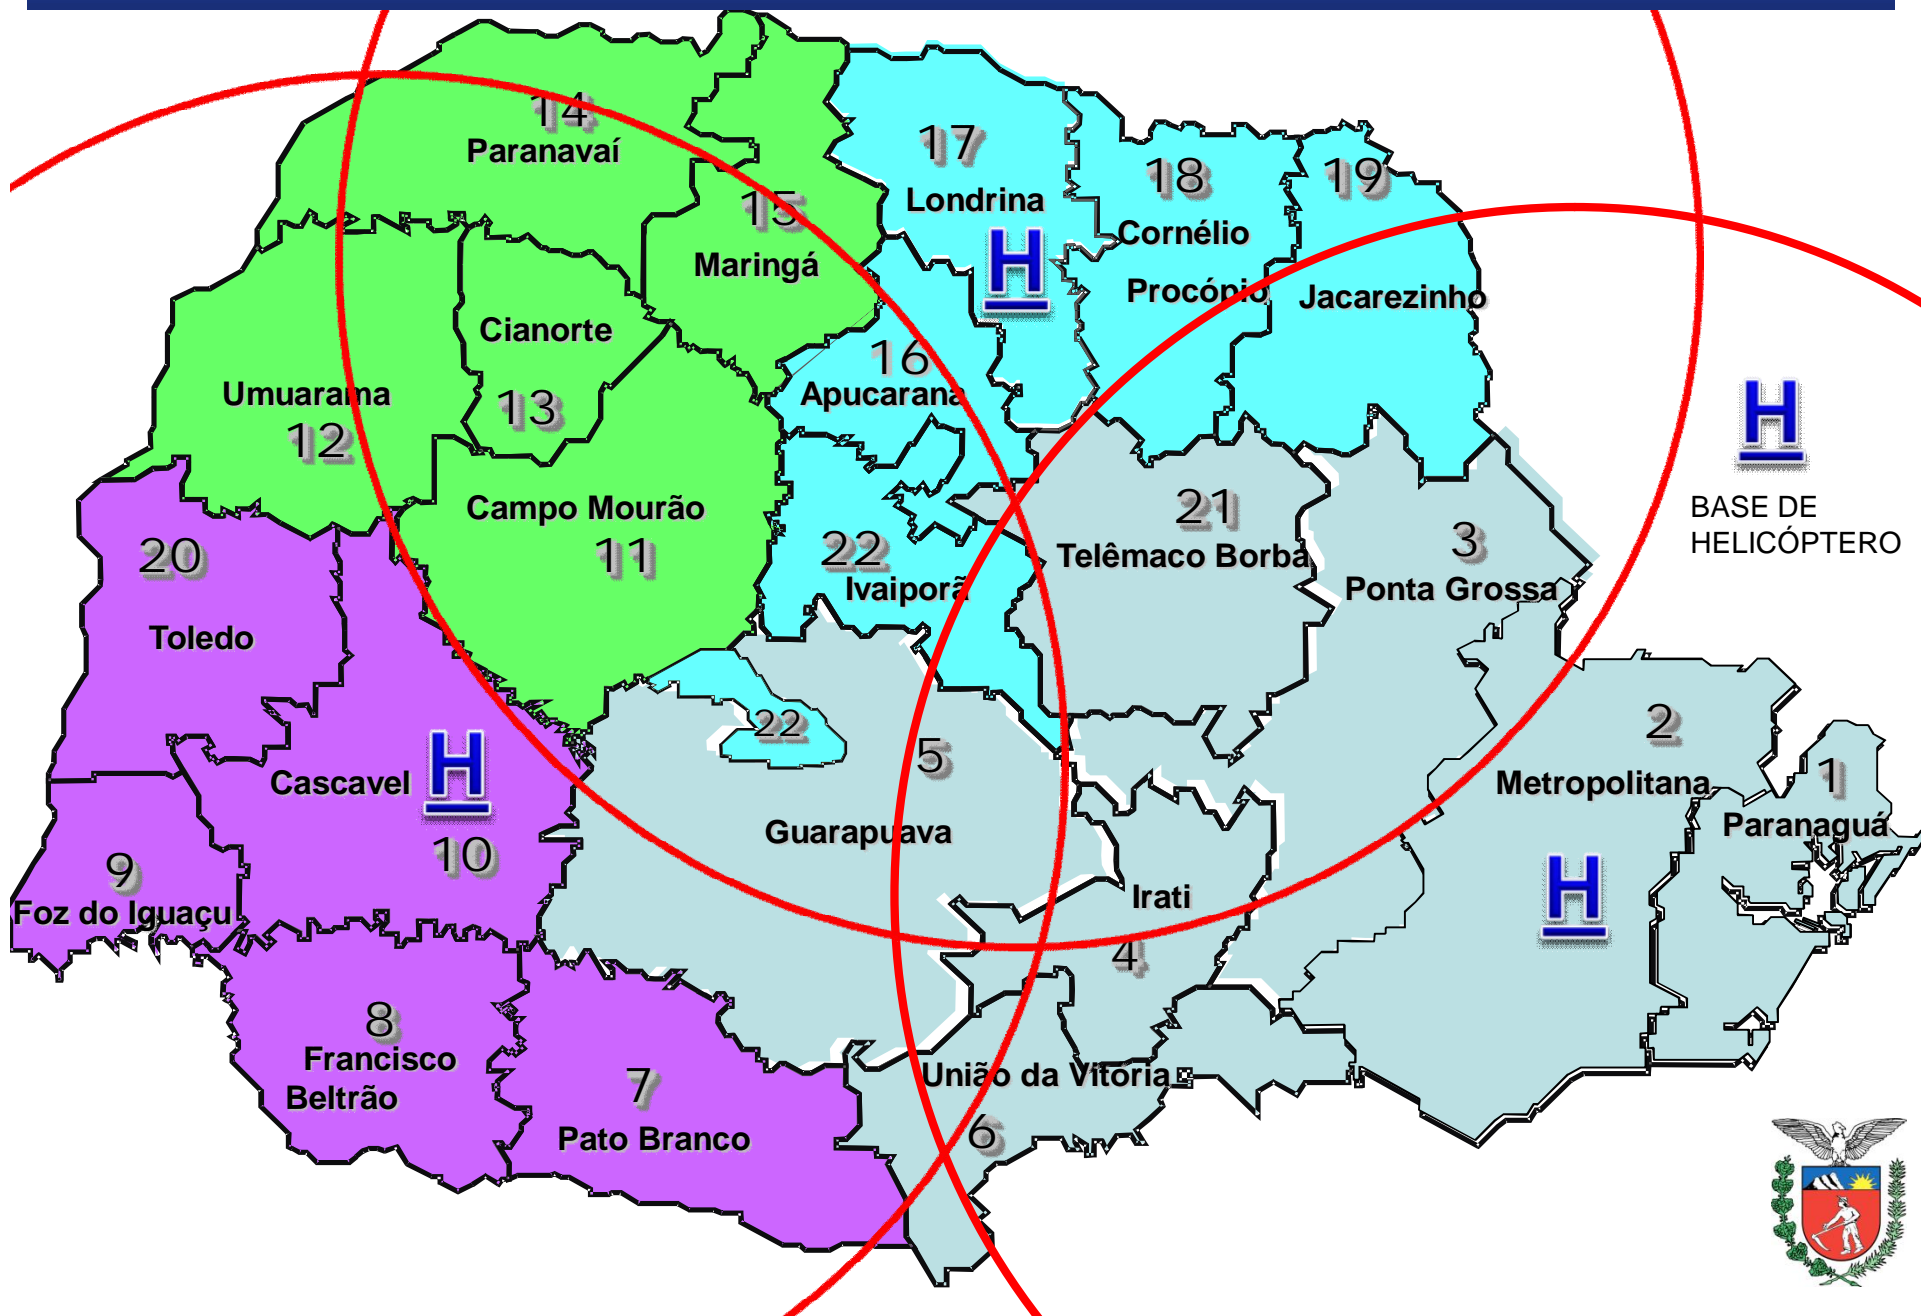 14
Paranavaí
15
Maringá
17
Londrina
H
18
Cornélio
Procópio
19
Jacarezinho
Cianorte
13
Umuarama
12
16
Apucarana
Campo Mourão
11
22
Ivaiporã
21
Telêmaco Borba
3
Ponta Grossa
H
BASE DE
HELICÓPTERO
20
Toledo
22
5
Guarapuava
Cascavel
H
10
2
Metropolitana
H
1
Paranaguá
9
Foz do Iguaçu
Irati
4
8
Francisco
Beltrão
7
Pato Branco
União da Vitória
6